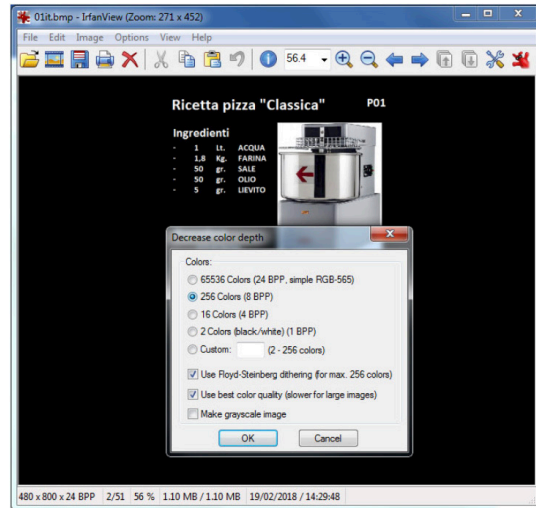 01it.bmp - IrfanView (Zoom: 271 x 452)
File Edit Image Options View Help
56.4
Ricetta pizza "Classica" P01
Ingredienti
- 1 Lt. ACQUA
- 1,8 Kg. FARINA
- 50 gr. SALE
- 50 gr. OLIO
- 5 gr. LIEVITO
Decrease color depth
Colors:
65536 Colors (24 BPP, simple RGB-565)
256 Colors (8 BPP)
16 Colors (4 BPP)
2 Colors (black/white) (1 BPP)
Custom: (2 - 256 colors)
Use Floyd-Steinberg dithering (for max. 256 colors)
Use best color quality (slower for large images)
Make grayscale image
OK Cancel
480 x 800 x 24 BPP 2/51 56 % 1.10 MB / 1.10 MB 19/02/2018 / 14:29:48